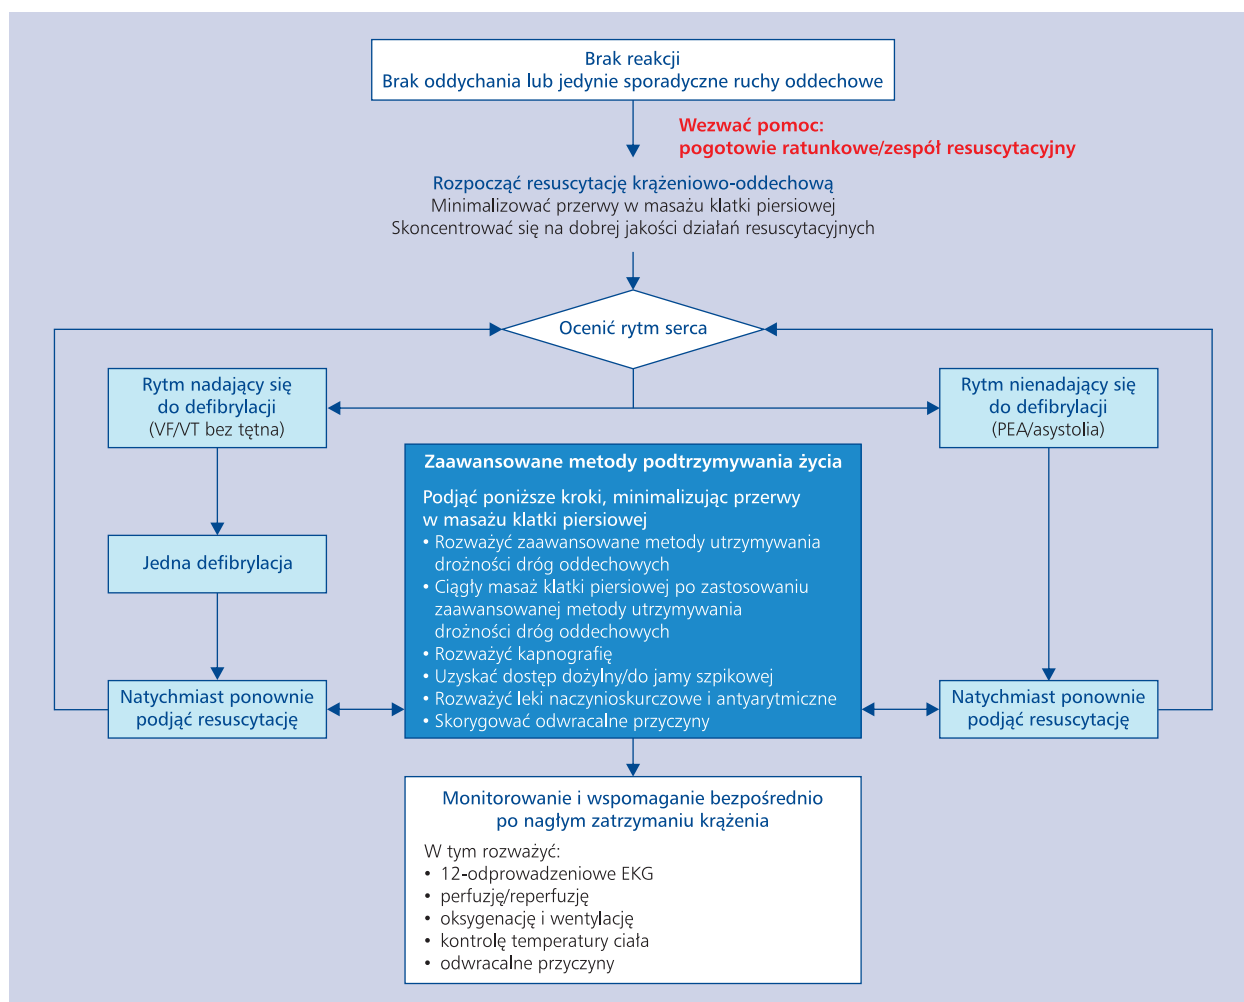 Brak reakcji
Brak oddychania lub jedynie sporadyczne ruchy oddechowe
Wezwać pomoc:
pogotowie ratunkowe/zespół resuscytacyjny
Rozpocząć resuscytację krążeniowo-oddechową
Minimalizować przerwy w masażu klatki piersiowej
Skoncentrować się na dobrej jakości działań resuscytacyjnych
Ocenić rytm serca
Rytm nadający się
do defibrylacji
(VF/VT bez tętna)
Rytm nienadający się
do defibrylacji
(PEA/asystolia)
Jedna defibrylacja
Natychmiast ponownie
podjąć resuscytację
Zaawansowane metody podtrzymywania życia
Podjąć poniższe kroki, minimalizując przerwy
w masażu klatki piersiowej
• Rozważyć zaawansowane metody utrzymywania
drożności dróg oddechowych
• Ciągły masaż klatki piersiowej po zastosowaniu
zaawansowanej metody utrzymywania
drożności dróg oddechowych
• Rozważyć kapnografię
• Uzyskać dostęp dożylny/do jamy szpikowej
• Rozważyć leki naczynioskurczowe i antyarytmiczne
• Skorygować odwracalne przyczyny
Natychmiast ponownie
podjąć resuscytację
Monitorowanie i wspomaganie bezpośrednio
po nagłym zatrzymaniu krążenia
W tym rozważyć:
• 12-odprowadzeniowe EKG
• perfuzję/reperfuzję
• oksygenację i wentylację
• kontrolę temperatury ciała
• odwracalne przyczyny